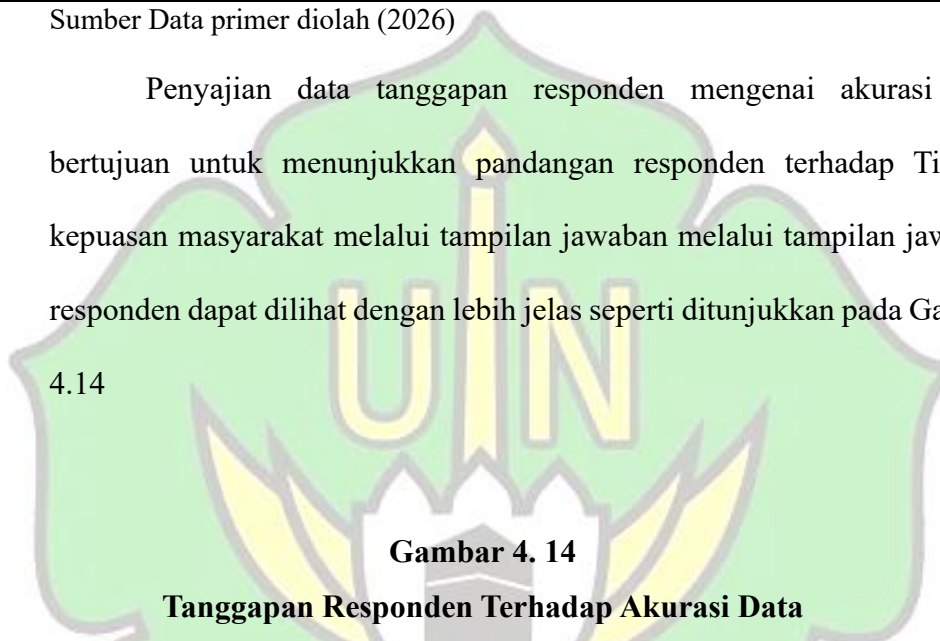 Sumber Data primer diolah (2026)
Penyajian data tanggapan responden mengenai akurasi
bertujuan untuk menunjukkan pandangan responden terhadap Ti
kepuasan masyarakat melalui tampilan jawaban melalui tampilan jaw
responden dapat dilihat dengan lebih jelas seperti ditunjukkan pada Ga
4.14
UIN
Gambar 4. 14
Tanggapan Responden Terhadap Akurasi Data